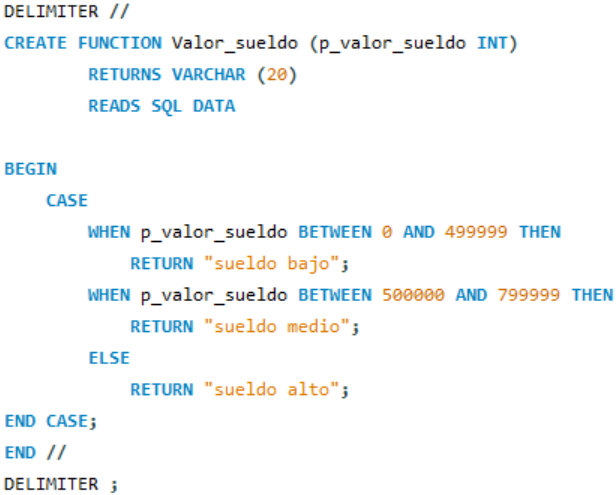 DELIMITER //
CREATE FUNCTION Valor_sueldo (p_valor_sueldo INT)
RETURNS VARCHAR (20)
READS SQL DATA
BEGIN
CASE
WHEN p_valor_sueldo BETWEEN 0 AND 499999 THEN
RETURN "sueldo bajo";
WHEN p_valor_sueldo BETWEEN 500000 AND 799999 THEN
RETURN "sueldo medio";
ELSE
RETURN "sueldo alto";
END CASE;
END //
DELIMITER ;